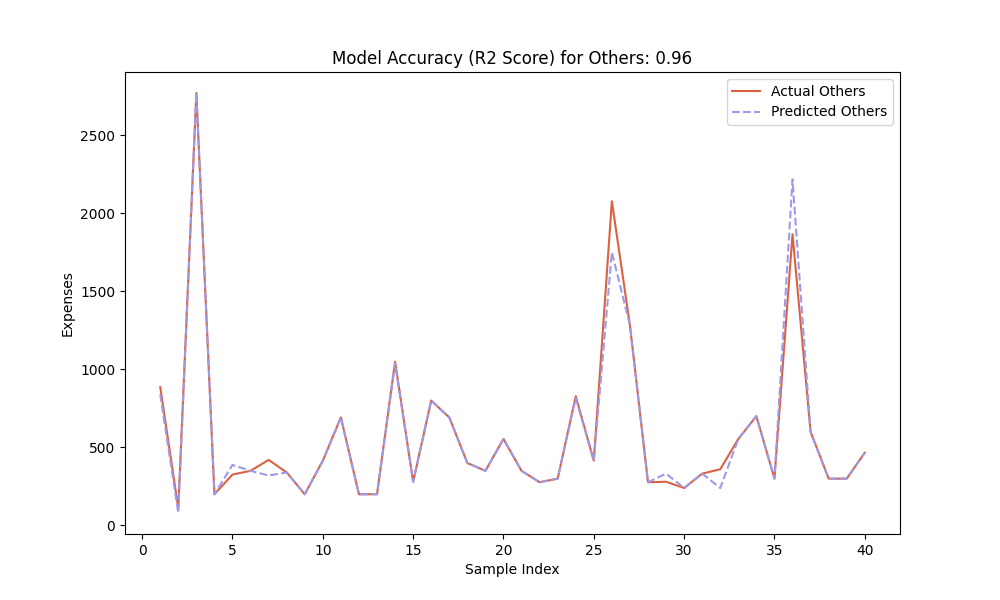 Model Accuracy (R2 Score) for Others: 0.96
Actual Others
Predicted Others
Expenses
2500
2000
1500
1000
500
0
0 5 10 15 20 25 30 35 40
Sample Index